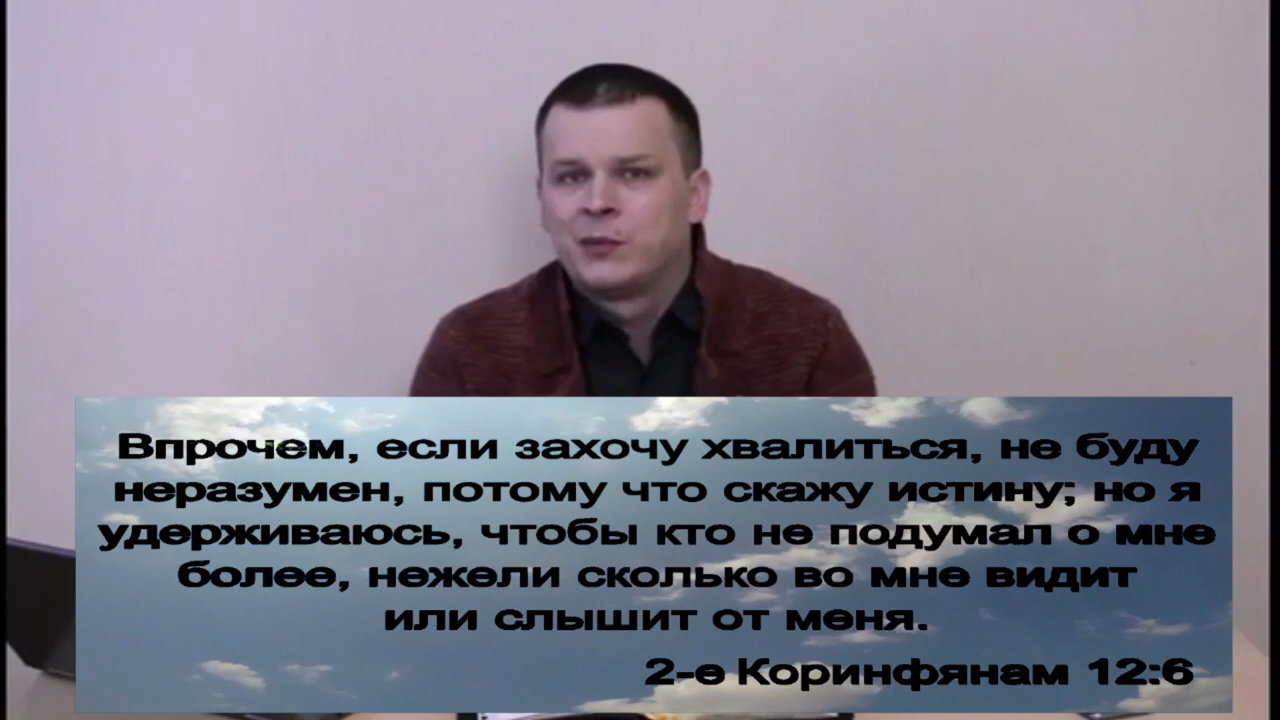 Впрочем, если захочу хвалиться, не буду
неразумен, потому что скажу истину; но я
удерживаюсь, чтобы кто не подумал о мне
более, нежели сколько во мне видит
или слышит от меня.
2-е Коринфянам 12:6